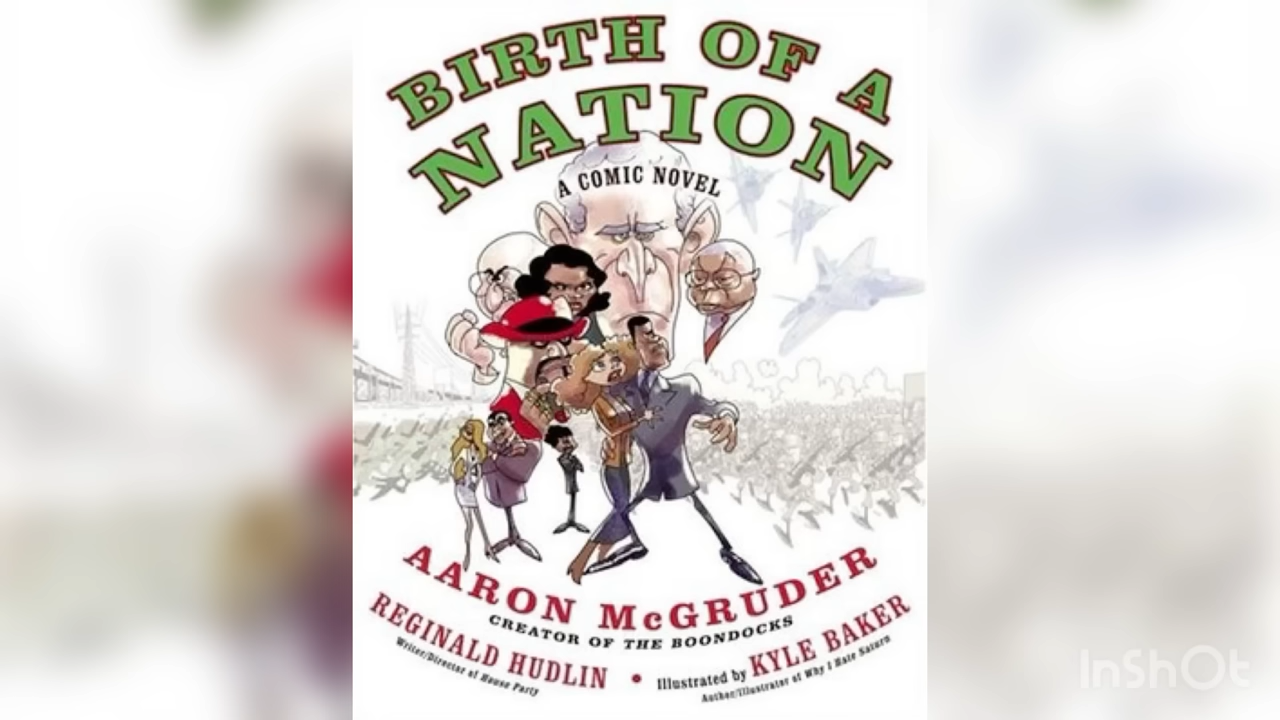 BIRTH OF A
NATION
A COMIC NOVEL
AARON McGRUDER
CREATOR OF THE BOONDOCKS
REGINALD HUDLIN
Writer/Director of House Party
• Illustrated by KYLE BAKER
Author/Illustrator of Why I Hate Saturn
InShOt